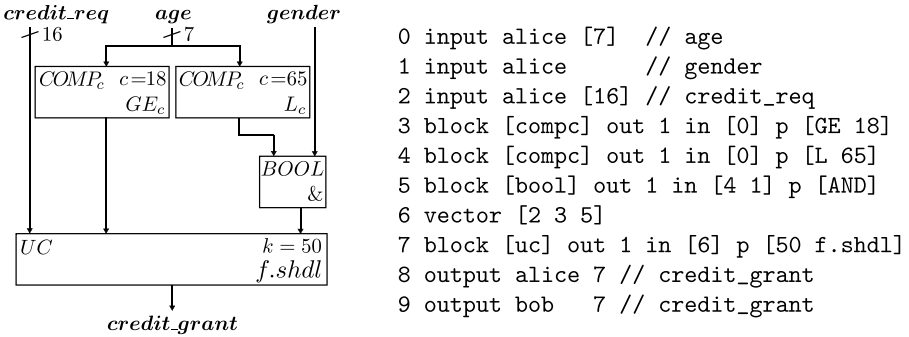 credit_req age gender
16 7
COMPc c=18 COMPc c=65
GEc Lc
BOOL
&
UC k = 50
f.shdl
credit_grant
0 input alice [7] // age
1 input alice // gender
2 input alice [16] // credit_req
3 block [compc] out 1 in [0] p [GE 18]
4 block [compc] out 1 in [0] p [L 65]
5 block [bool] out 1 in [4 1] p [AND]
6 vector [2 3 5]
7 block [uc] out 1 in [6] p [50 f.shdl]
8 output alice 7 // credit_grant
9 output bob 7 // credit_grant